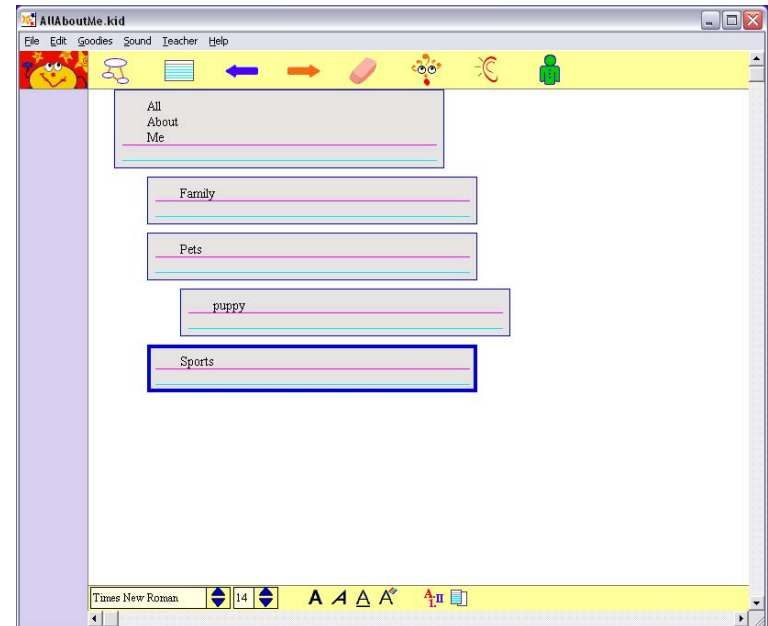 AllAboutMe.kid
File Edit Goodies Sound Teacher Help
All
About
Me
Family
Pets
puppy
Sports
Times New Roman 14 A A A A